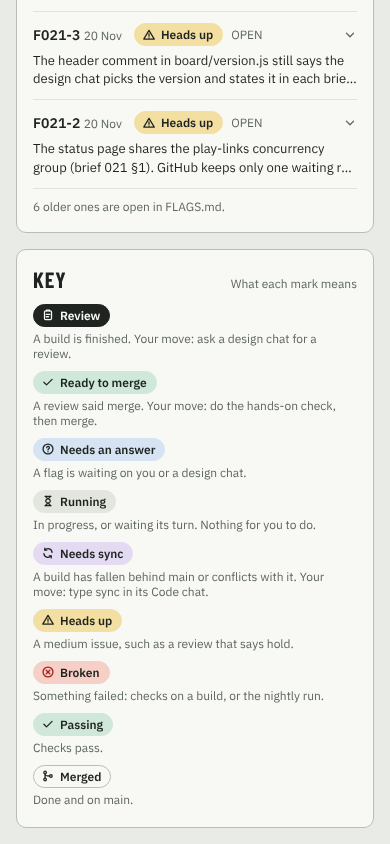 F021-3 20 Nov Heads up OPEN
The header comment in board/version.js still says the
design chat picks the version and states it in each brie...
F021-2 20 Nov Heads up OPEN
The status page shares the play-links concurrency
group (brief 021 §1). GitHub keeps only one waiting r...
6 older ones are open in FLAGS.md.
KEY
What each mark means
Review
A build is finished. Your move: ask a design chat for a
review.
Ready to merge
A review said merge. Your move: do the hands-on check,
then merge.
Needs an answer
A flag is waiting on you or a design chat.
Running
In progress, or waiting its turn. Nothing for you to do.
Needs sync
A build has fallen behind main or conflicts with it. Your
move: type sync in its Code chat.
Heads up
A medium issue, such as a review that says hold.
Broken
Something failed: checks on a build, or the nightly run.
Passing
Checks pass.
Merged
Done and on main.